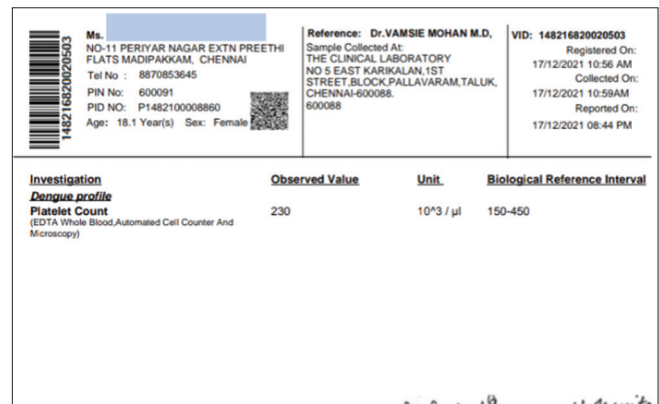 148216820020503
Ms.
NO-11 PERIYAR NAGAR EXTN PREETHI
FLATS MADIPAKKAM, CHENNAI
Tel No : 8870853645
PIN No: 600091
PID NO: P1482100008860
Age: 18.1 Year(s) Sex: Female
Reference: Dr.VAMSIE MOHAN M.D,
Sample Collected At:
THE CLINICAL LABORATORY
NO 5 EAST KARIKALAN,1ST
STREET,BLOCK,PALLAVARAM,TALUK,
CHENNAI-600088.
600088
VID: 148216820020503
Registered On:
17/12/2021 10:56 AM
Collected On:
17/12/2021 10:59AM
Reported On:
17/12/2021 08:44 PM
Investigation Observed Value Unit Biological Reference Interval
Dengue profile
Platelet Count 230 10^3 / µl 150-450
(EDTA Whole Blood,Automated Cell Counter And
Microscopy)